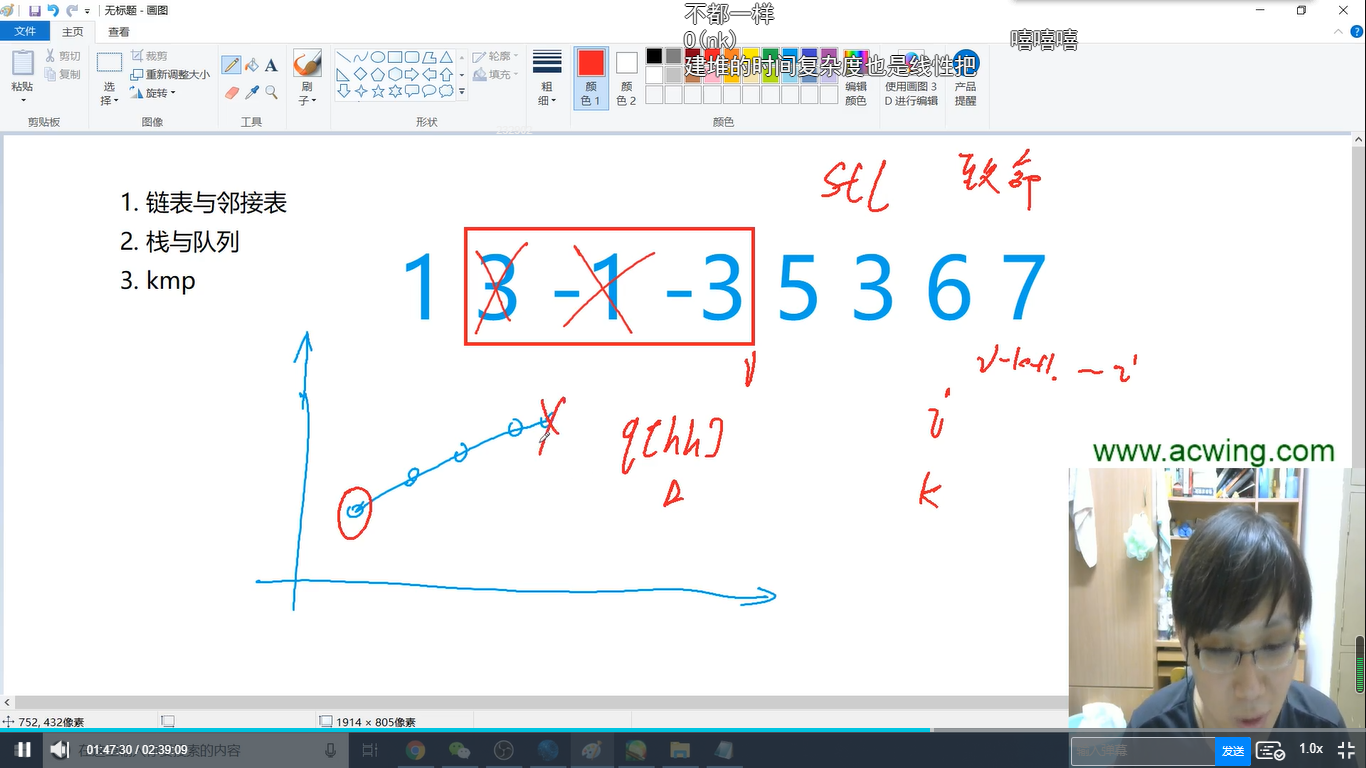 不都一样
无标题 - 画图
0(nk)
嘻嘻嘻
建堆的时间复杂度也是线性把
文件 主页 查看
粘贴
剪切
复制
选择
裁剪
重新调整大小
旋转
刷子
轮廓
填充
粗细
颜色 1
颜色 2
编辑颜色
使用画图 3D 进行编辑
产品提醒
剪贴板 图像 工具 形状 颜色
stl
1. 链表与邻接表
2. 栈与队列
3. kmp
1 3 -1 -3 5 3 6 7
i-k+1 ~ i
q[hh]
i
k
www.acwing.com
752, 432像素
1914 × 805像素
01:47:30 / 02:39:09
索的内容
发送
1.0x